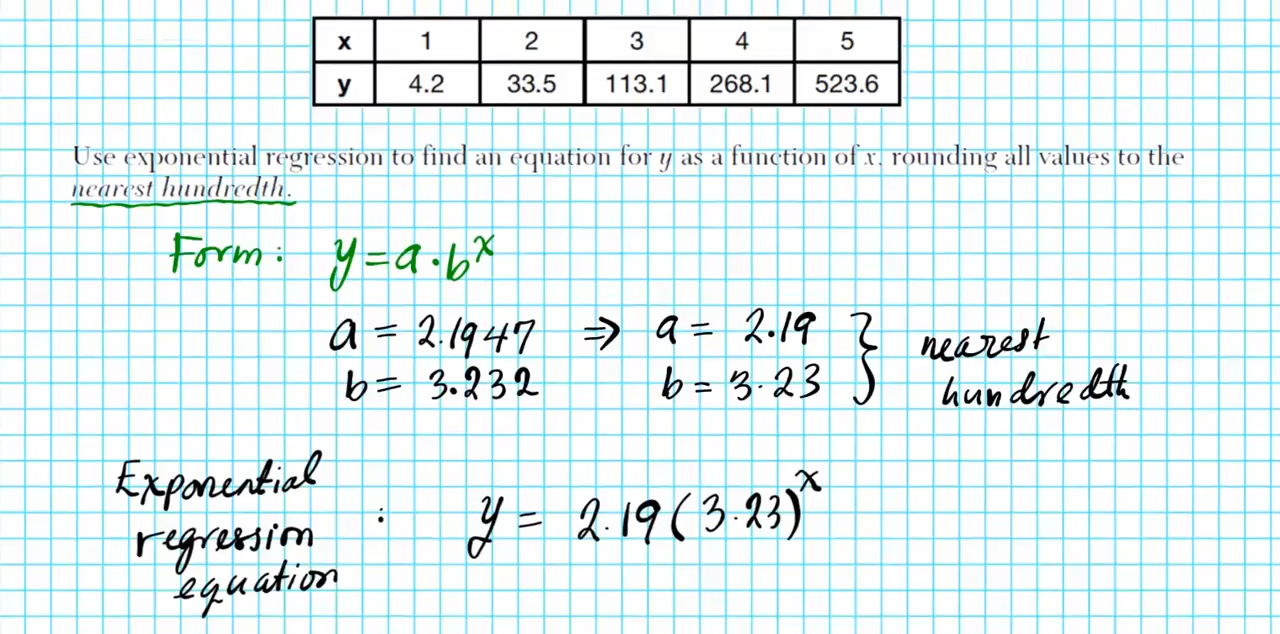 x 1 2 3 4 5
y 4.2 33.5 113.1 268.1 523.6
Use exponential regression to find an equation for y as a function of x, rounding all values to the
nearest hundredth.
Form: y = a · b^x
a = 2.1947 ⇒ a = 2.19 } nearest
b = 3.232 b = 3.23 hundredth
Exponential
regression : y = 2.19 (3.23)^x
equation